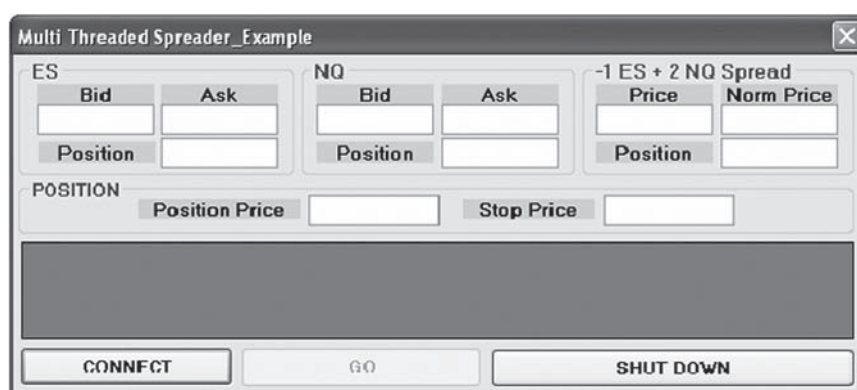 Multi Threaded Spreader_Example
ES
NQ
-1 ES + 2 NQ Spread
Bid Ask
Bid Ask
Price Norm Price
Position
Position
Position
POSITION
Position Price Stop Price
CONNECT GO SHUT DOWN